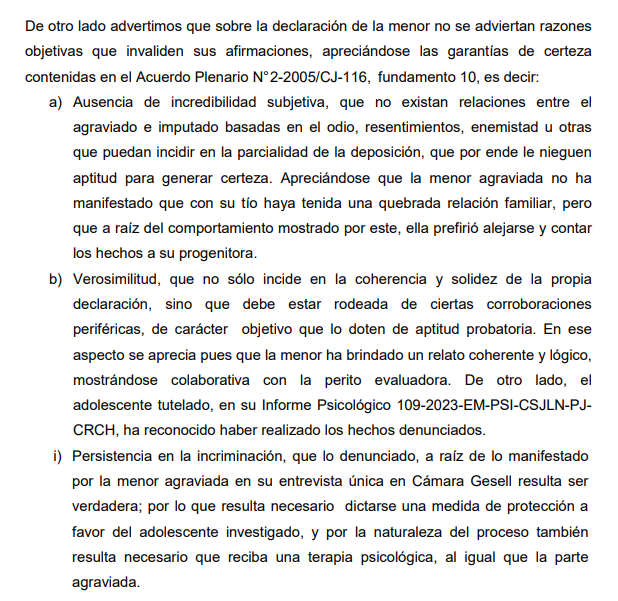 De otro lado advertimos que sobre la declaración de la menor no se adviertan razones
objetivas que invaliden sus afirmaciones, apreciándose las garantías de certeza
contenidas en el Acuerdo Plenario N°2-2005/CJ-116, fundamento 10, es decir:
a) Ausencia de incredibilidad subjetiva, que no existan relaciones entre el
agraviado e imputado basadas en el odio, resentimientos, enemistad u otras
que puedan incidir en la parcialidad de la deposición, que por ende le nieguen
aptitud para generar certeza. Apreciándose que la menor agraviada no ha
manifestado que con su tío haya tenida una quebrada relación familiar, pero
que a raíz del comportamiento mostrado por este, ella prefirió alejarse y contar
los hechos a su progenitora.
b) Verosimilitud, que no sólo incide en la coherencia y solidez de la propia
declaración, sino que debe estar rodeada de ciertas corroboraciones
periféricas, de carácter objetivo que lo doten de aptitud probatoria. En ese
aspecto se aprecia pues que la menor ha brindado un relato coherente y lógico,
mostrándose colaborativa con la perito evaluadora. De otro lado, el
adolescente tutelado, en su Informe Psicológico 109-2023-EM-PSI-CSJLN-PJ-
CRCH, ha reconocido haber realizado los hechos denunciados.
i) Persistencia en la incriminación, que lo denunciado, a raíz de lo manifestado
por la menor agraviada en su entrevista única en Cámara Gesell resulta ser
verdadera; por lo que resulta necesario dictarse una medida de protección a
favor del adolescente investigado, y por la naturaleza del proceso también
resulta necesario que reciba una terapia psicológica, al igual que la parte
agraviada.